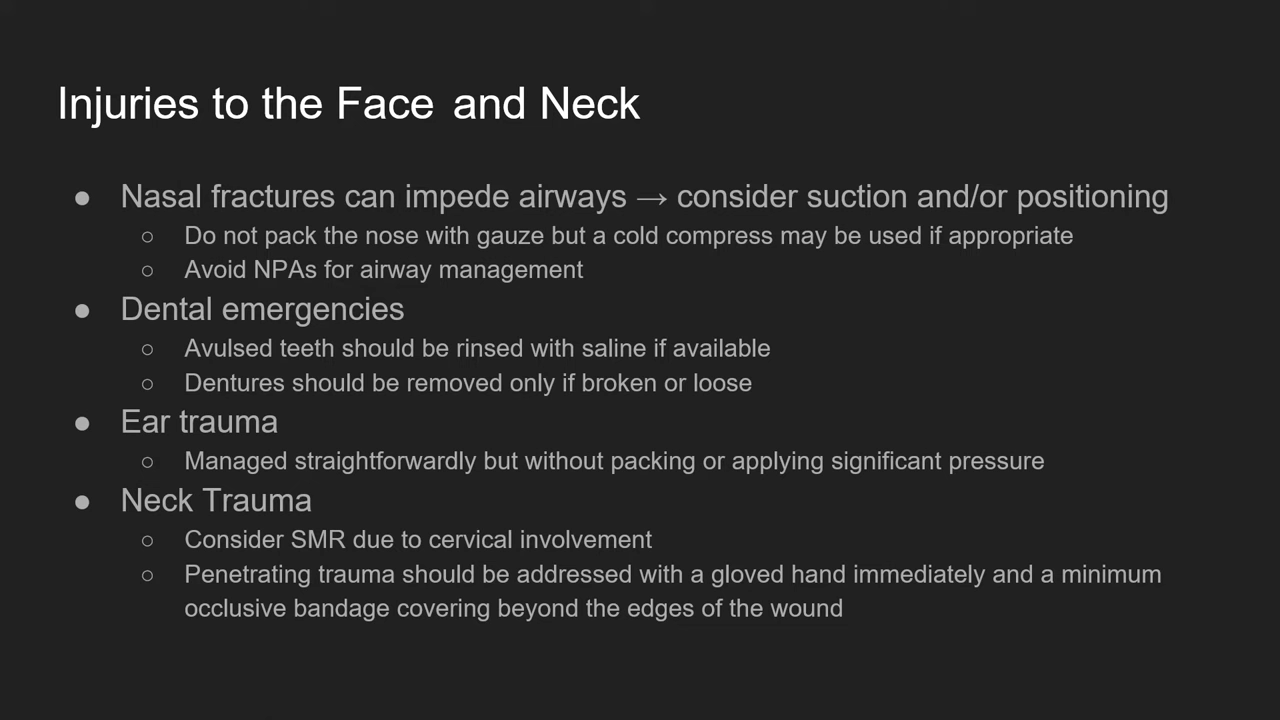 Injuries to the Face and Neck
● Nasal fractures can impede airways → consider suction and/or positioning
○ Do not pack the nose with gauze but a cold compress may be used if appropriate
○ Avoid NPAs for airway management
● Dental emergencies
○ Avulsed teeth should be rinsed with saline if available
○ Dentures should be removed only if broken or loose
● Ear trauma
○ Managed straightforwardly but without packing or applying significant pressure
● Neck Trauma
○ Consider SMR due to cervical involvement
○ Penetrating trauma should be addressed with a gloved hand immediately and a minimum
occlusive bandage covering beyond the edges of the wound